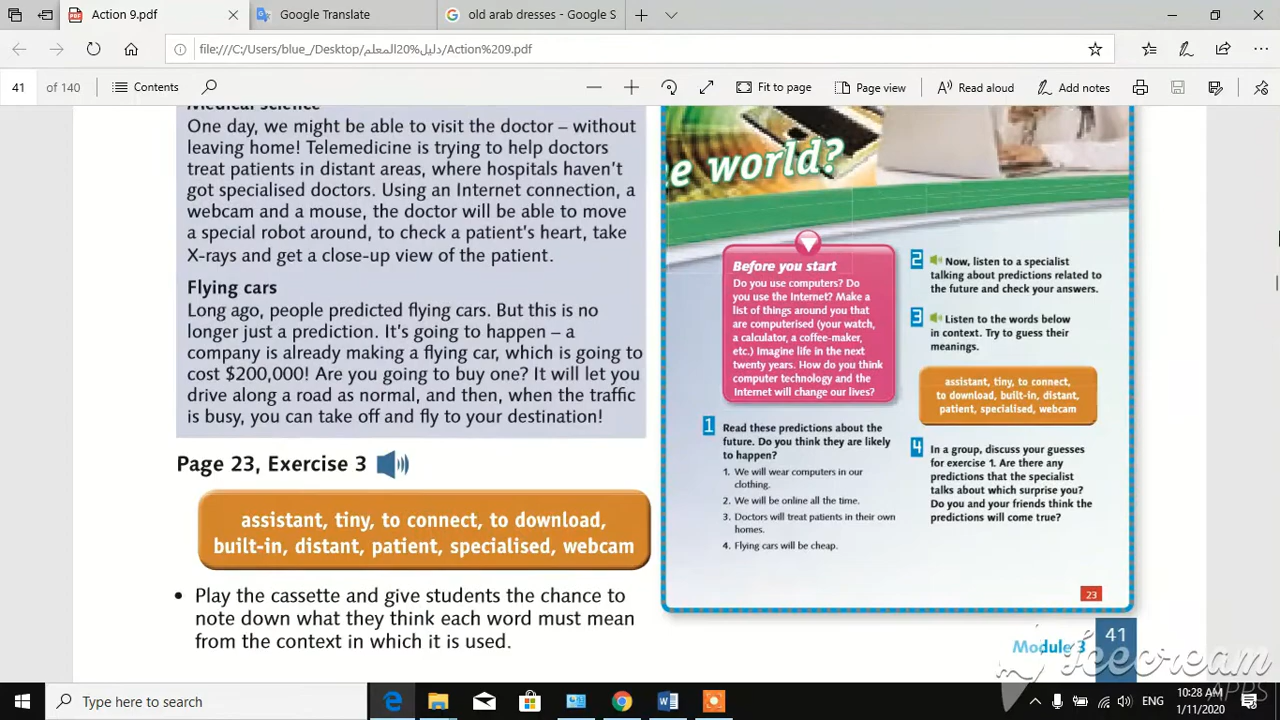 Action 9.pdf
Google Translate
old arab dresses - Google S
file:///C:/Users/blue_/Desktop/دليل%20المعلم/Action%209.pdf
41 of 140
Contents
Fit to page
Page view
Read aloud
Add notes
Medical science
One day, we might be able to visit the doctor – without
leaving home! Telemedicine is trying to help doctors
treat patients in distant areas, where hospitals haven't
got specialised doctors. Using an Internet connection, a
webcam and a mouse, the doctor will be able to move
a special robot around, to check a patient's heart, take
X-rays and get a close-up view of the patient.
Flying cars
Long ago, people predicted flying cars. But this is no
longer just a prediction. It's going to happen – a
company is already making a flying car, which is going to
cost $200,000! Are you going to buy one? It will let you
drive along a road as normal, and then, when the traffic
is busy, you can take off and fly to your destination!
Page 23, Exercise 3
assistant, tiny, to connect, to download,
built-in, distant, patient, specialised, webcam
• Play the cassette and give students the chance to
note down what they think each word must mean
from the context in which it is used.
e world?
Before you start
Do you use computers? Do
you use the Internet? Make a
list of things around you that
are computerised (your watch,
a calculator, a coffee-maker,
etc.) Imagine life in the next
twenty years. How do you think
computer technology and the
Internet will change our lives?
1 Read these predictions about the
future. Do you think they are likely
to happen?
1. We will wear computers in our
clothing.
2. We will be online all the time.
3. Doctors will treat patients in their own
homes.
4. Flying cars will be cheap.
2 Now, listen to a specialist
talking about predictions related to
the future and check your answers.
3 Listen to the words below
in context. Try to guess their
meanings.
assistant, tiny, to connect,
to download, built-in, distant,
patient, specialised, webcam
4 In a group, discuss your guesses
for exercise 1. Are there any
predictions that the specialist
talks about which surprise you?
Do you and your friends think the
predictions will come true?
23
Module 3
41
Icecream
APPS
Type here to search
ENG
10:28 AM
1/11/2020